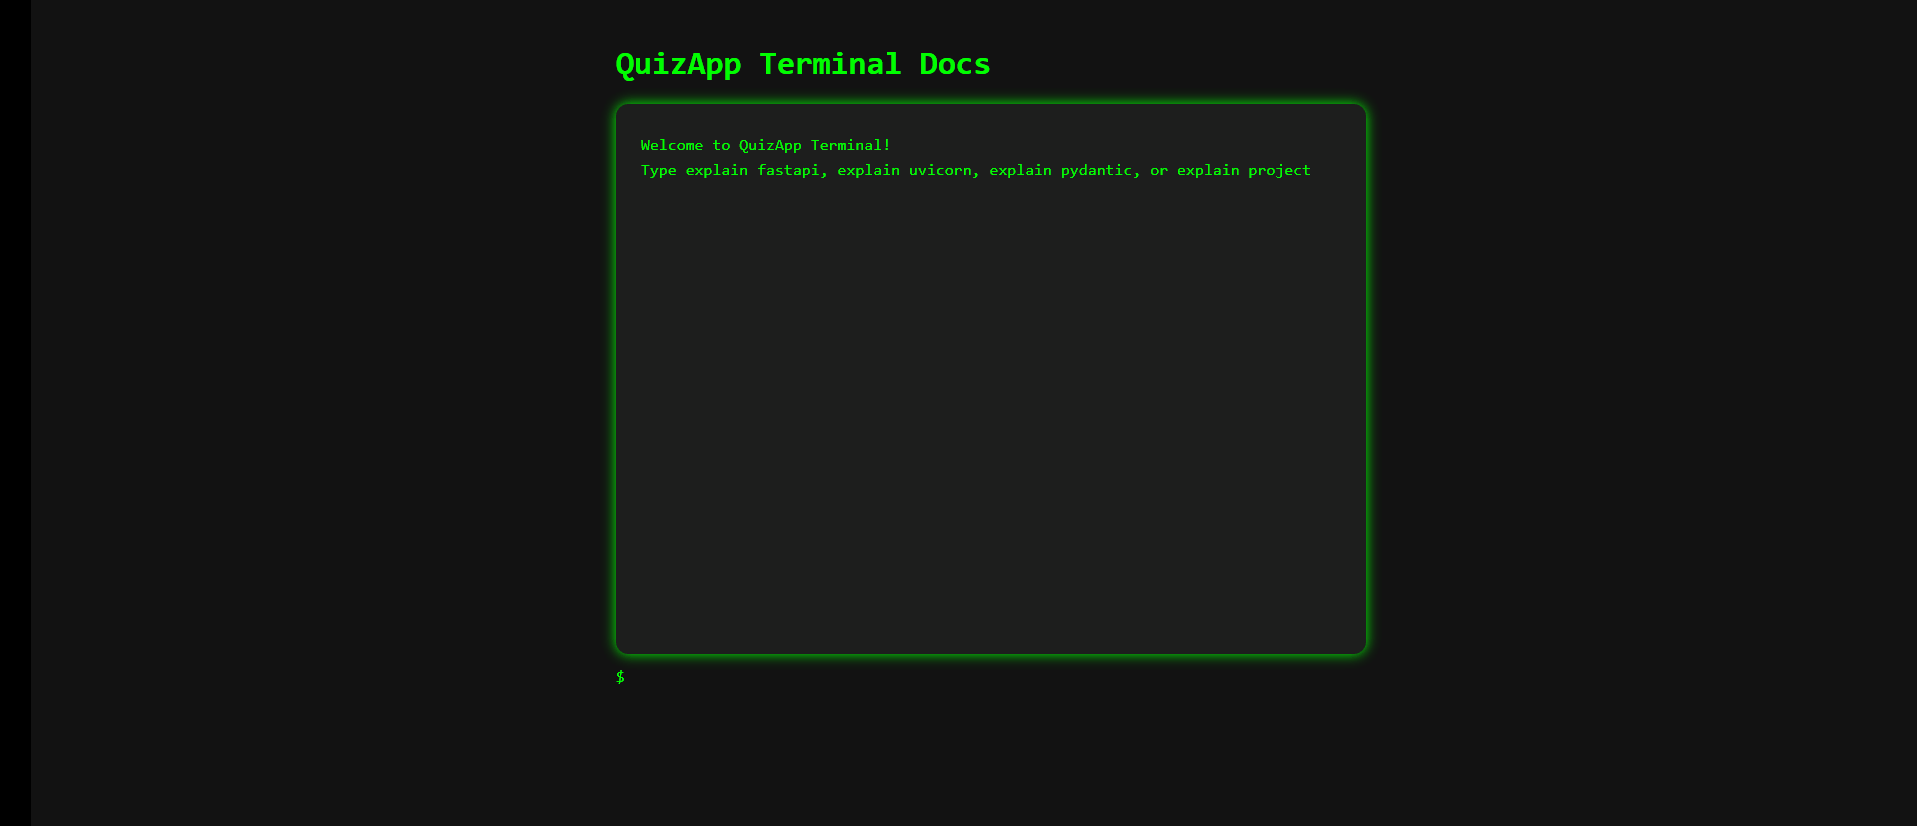 QuizApp Terminal Docs
Welcome to QuizApp Terminal!
Type explain fastapi, explain uvicorn, explain pydantic, or explain project
$